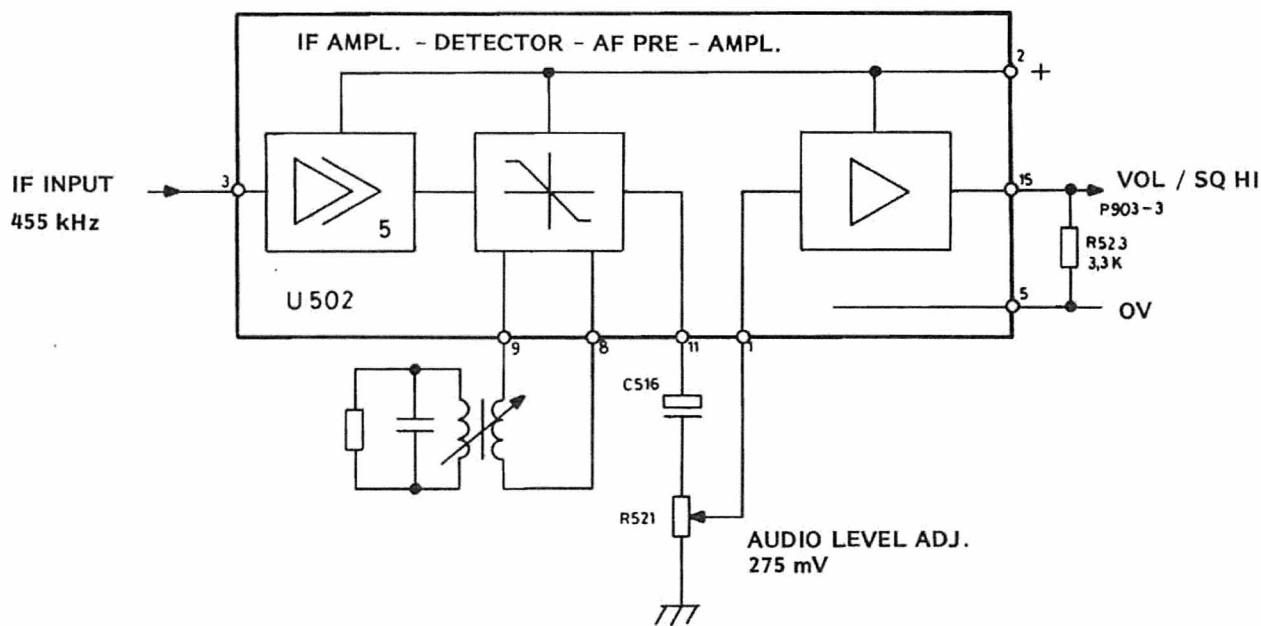 IF AMPL. - DETECTOR - AF PRE - AMPL.
2
+
IF INPUT
455 kHz
3
5
15
VOL / SQ HI
P903-3
R523
3,3K
U 502
5
0V
9
8
11
1
C516
R521
AUDIO LEVEL ADJ.
275 mV